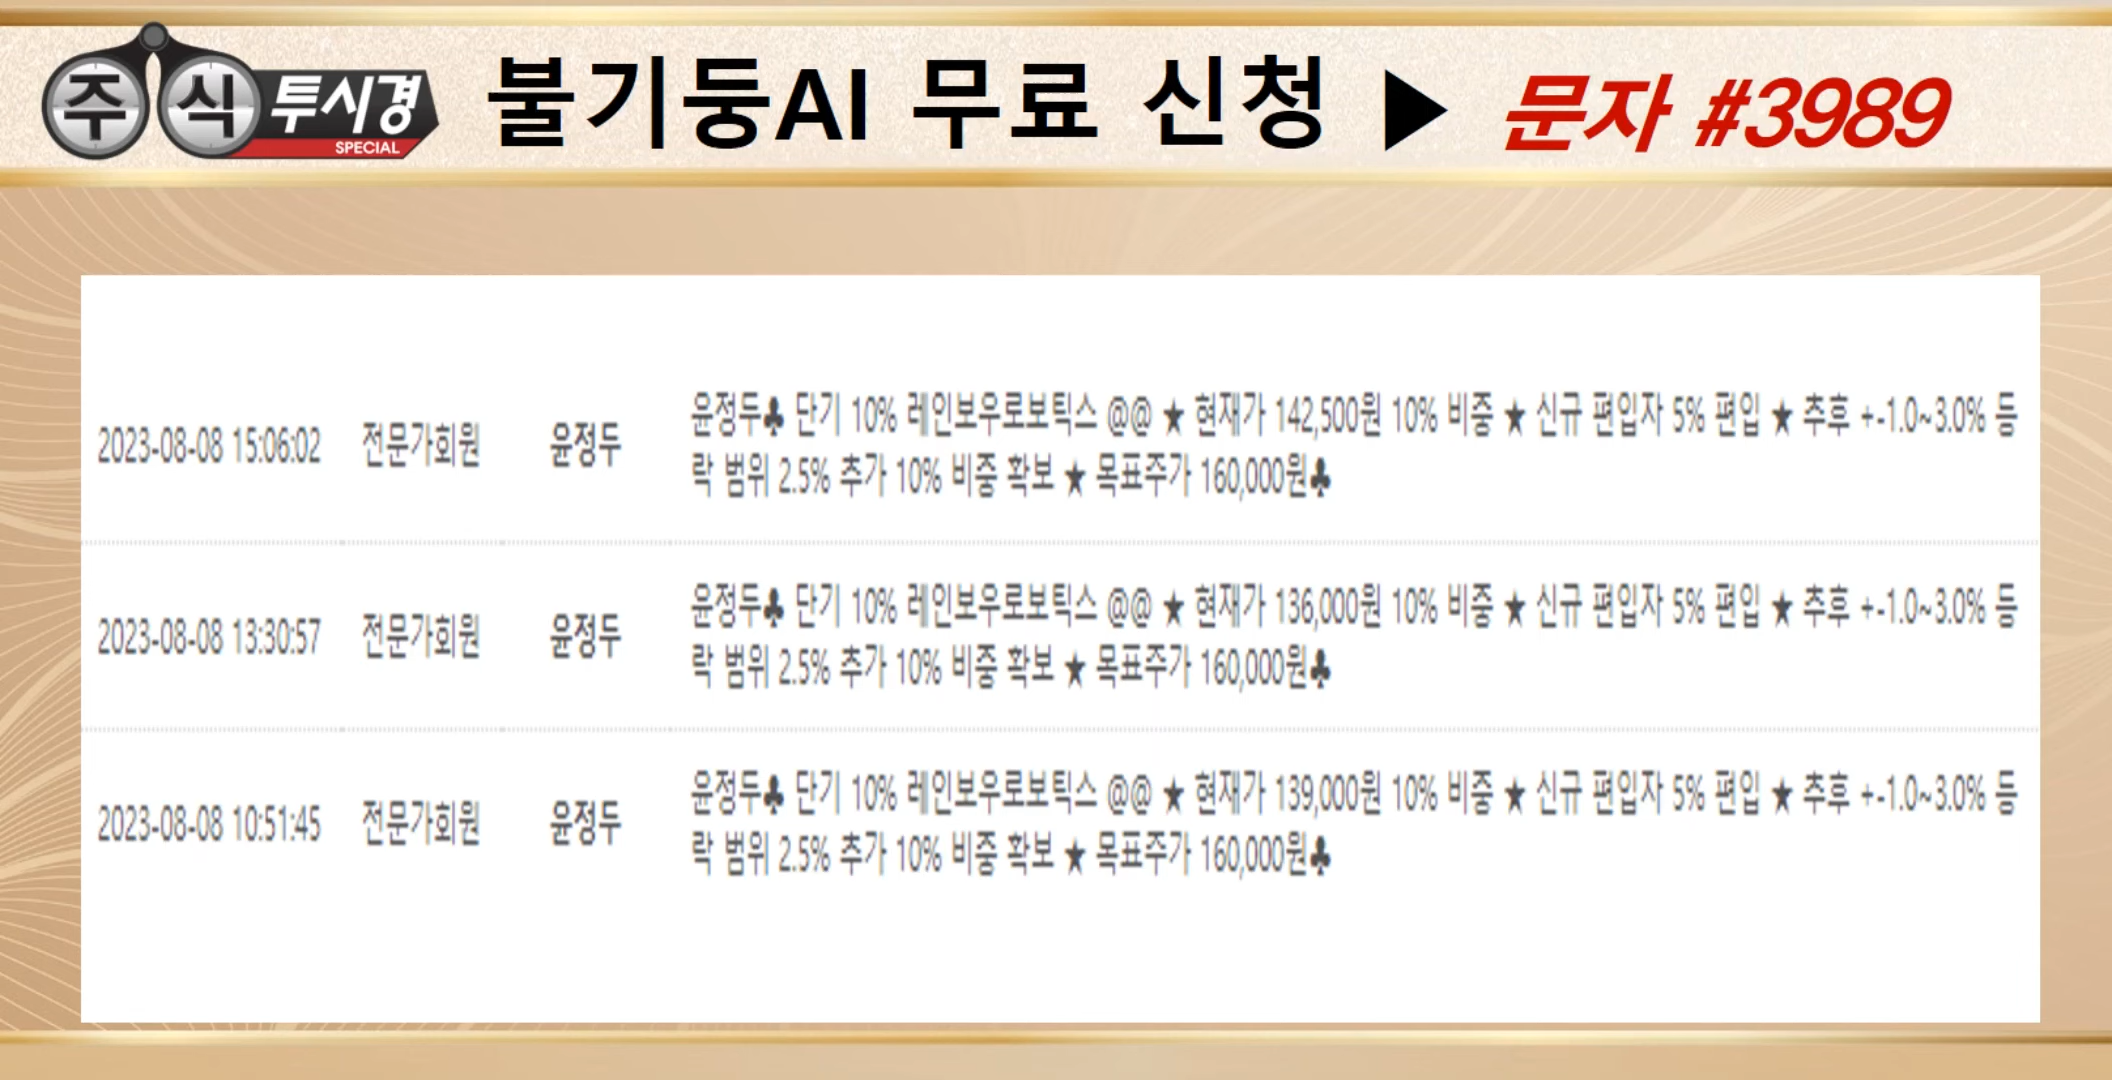 주식투시경
SPECIAL
불기둥AI 무료 신청 ▶ 문자 #3989
2023-08-08 15:06:02 전문가회원 윤정두 윤정두♣ 단기 10% 레인보우로보틱스 @@ ★ 현재가 142,500원 10% 비중 ★ 신규 편입자 5% 편입 ★ 추후 +-1.0~3.0% 등
락 범위 2.5% 추가 10% 비중 확보 ★ 목표주가 160,000원♣
2023-08-08 13:30:57 전문가회원 윤정두 윤정두♣ 단기 10% 레인보우로보틱스 @@ ★ 현재가 136,000원 10% 비중 ★ 신규 편입자 5% 편입 ★ 추후 +-1.0~3.0% 등
락 범위 2.5% 추가 10% 비중 확보 ★ 목표주가 160,000원♣
2023-08-08 10:51:45 전문가회원 윤정두 윤정두♣ 단기 10% 레인보우로보틱스 @@ ★ 현재가 139,000원 10% 비중 ★ 신규 편입자 5% 편입 ★ 추후 +-1.0~3.0% 등
락 범위 2.5% 추가 10% 비중 확보 ★ 목표주가 160,000원♣